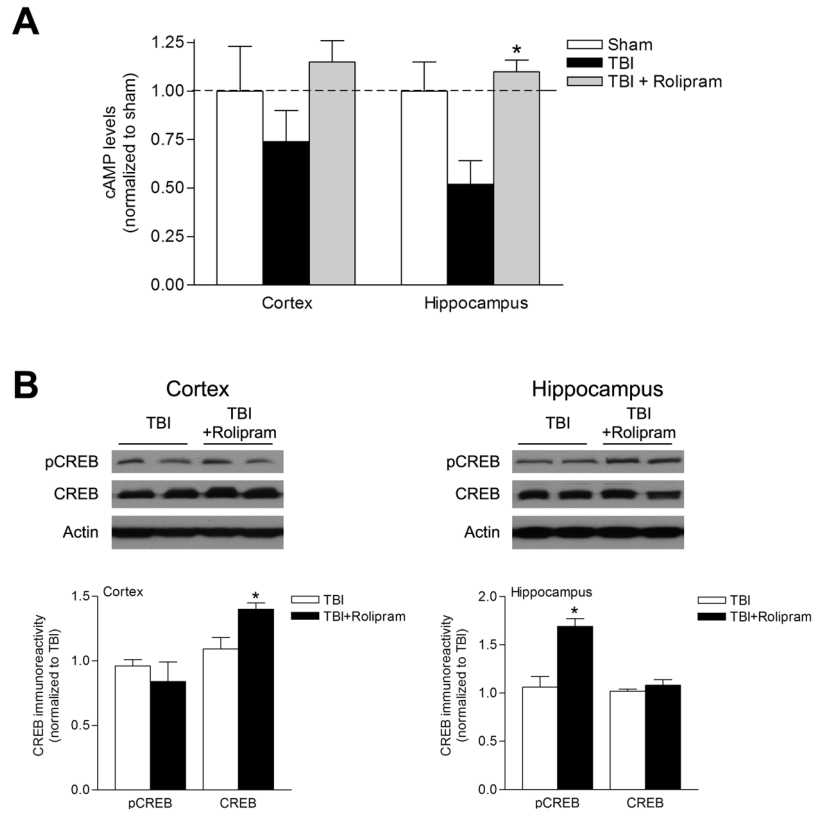 A
cAMP levels
(normalized to sham)
1.25
1.00
0.75
0.50
0.25
0.00
*
Cortex
Hippocampus
Sham
TBI
TBI + Rolipram
B
Cortex
TBI
TBI
+Rolipram
pCREB
CREB
Actin
Hippocampus
TBI
TBI
+Rolipram
pCREB
CREB
Actin
CREB immunoreactivity
(normalized to TBI)
1.5
1.0
0.5
0.0
Cortex
*
pCREB
CREB
TBI
TBI+Rolipram
CREB immunoreactivity
(normalized to TBI)
2.0
1.5
1.0
0.5
0.0
Hippocampus
*
pCREB
CREB
TBI
TBI+Rolipram